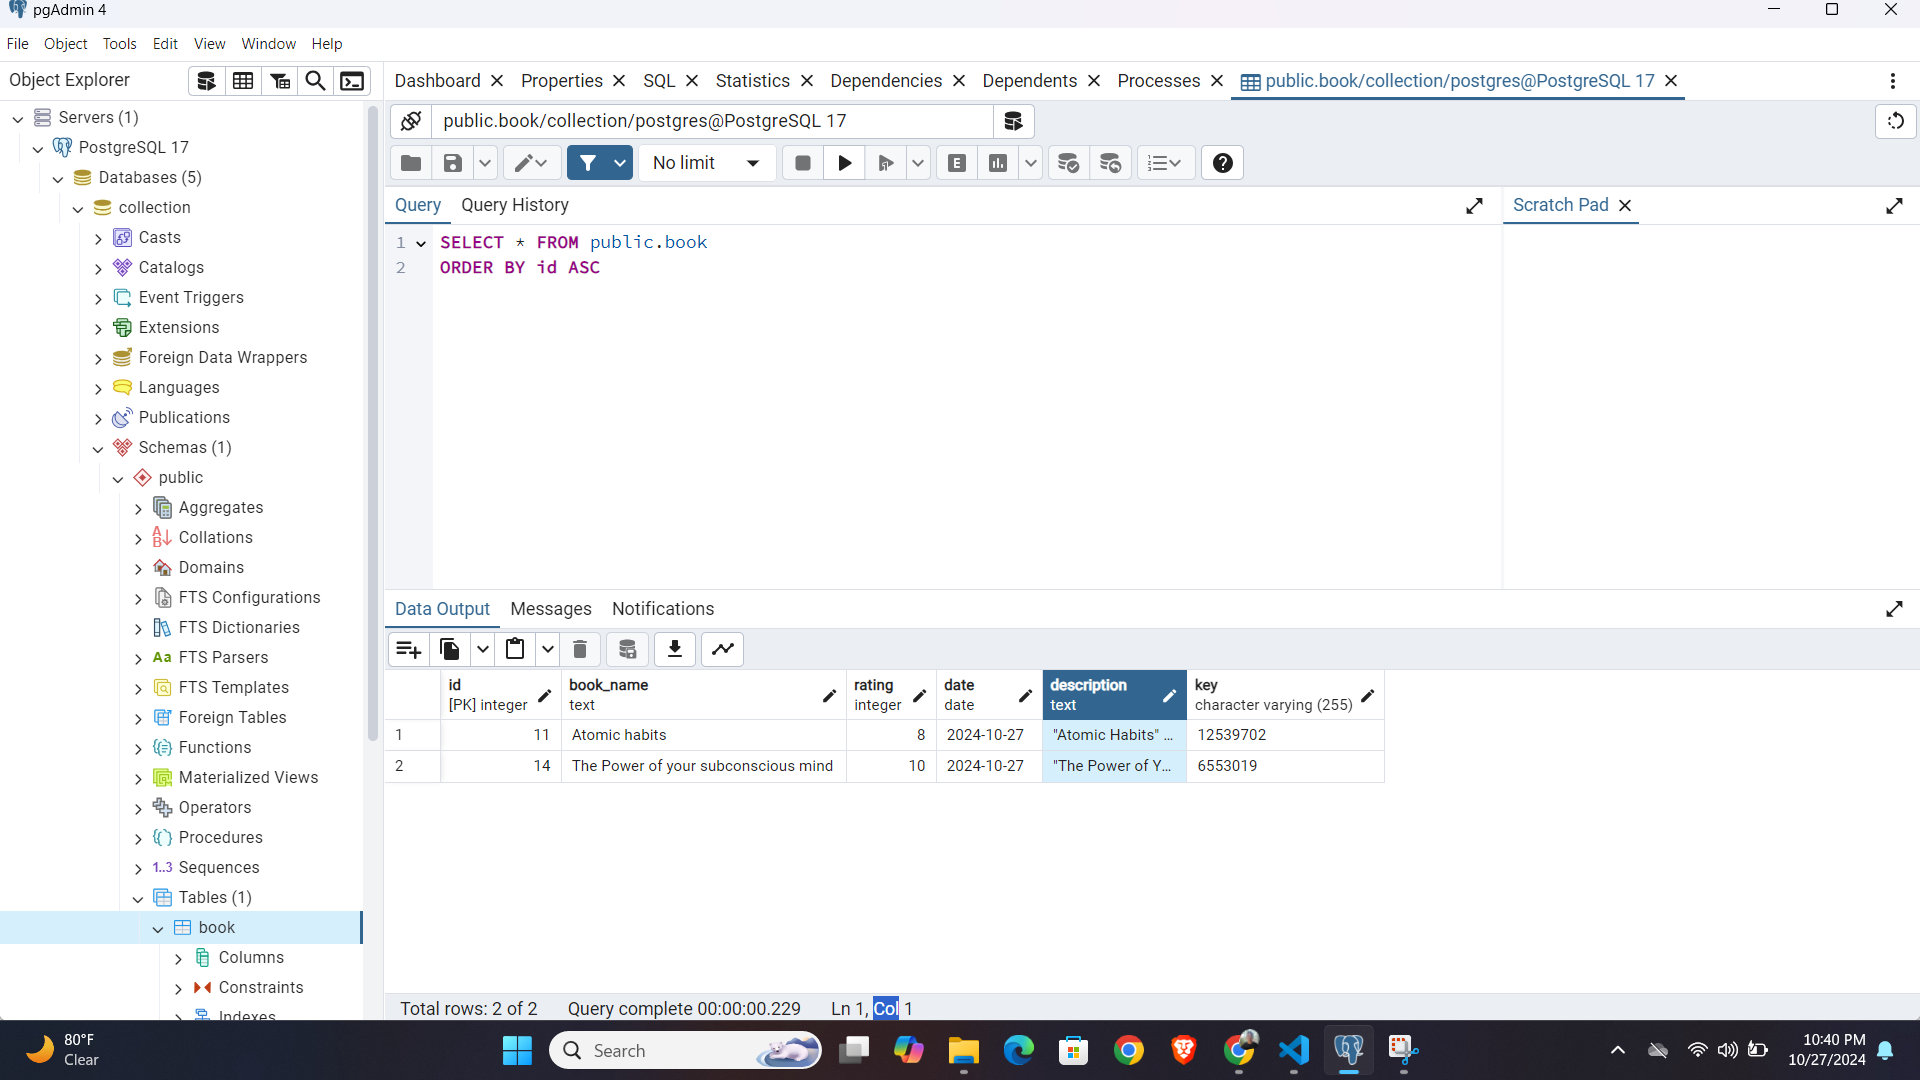 pgAdmin 4
File Object Tools Edit View Window Help
Object Explorer
Dashboard Properties SQL Statistics Dependencies Dependents Processes public.book/collection/postgres@PostgreSQL 17
Servers (1)
PostgreSQL 17
Databases (5)
collection
Casts
Catalogs
Event Triggers
Extensions
Foreign Data Wrappers
Languages
Publications
Schemas (1)
public
Aggregates
Collations
Domains
FTS Configurations
FTS Dictionaries
Aa FTS Parsers
FTS Templates
Foreign Tables
Functions
Materialized Views
Operators
Procedures
1..3 Sequences
Tables (1)
book
Columns
Constraints
Indexes
public.book/collection/postgres@PostgreSQL 17
No limit
E
Query Query History
Scratch Pad
1 SELECT * FROM public.book
2 ORDER BY id ASC
Data Output Messages Notifications
id book_name rating date description key
[PK] integer text integer date text character varying (255)
1 11 Atomic habits 8 2024-10-27 "Atomic Habits" ... 12539702
2 14 The Power of your subconscious mind 10 2024-10-27 "The Power of Y... 6553019
Total rows: 2 of 2 Query complete 00:00:00.229 Ln 1, Col 1
80°F
Clear
Search
10:40 PM
10/27/2024